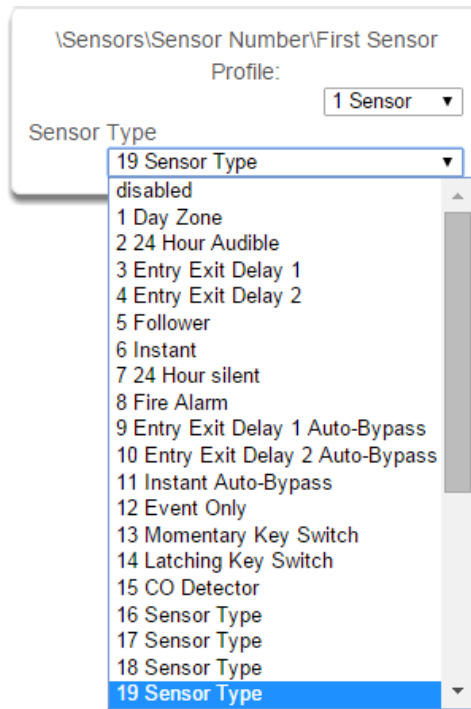 \Sensors\Sensor Number\First Sensor
Profile:
1 Sensor
Sensor Type
19 Sensor Type
disabled
1 Day Zone
2 24 Hour Audible
3 Entry Exit Delay 1
4 Entry Exit Delay 2
5 Follower
6 Instant
7 24 Hour silent
8 Fire Alarm
9 Entry Exit Delay 1 Auto-Bypass
10 Entry Exit Delay 2 Auto-Bypass
11 Instant Auto-Bypass
12 Event Only
13 Momentary Key Switch
14 Latching Key Switch
15 CO Detector
16 Sensor Type
17 Sensor Type
18 Sensor Type
19 Sensor Type